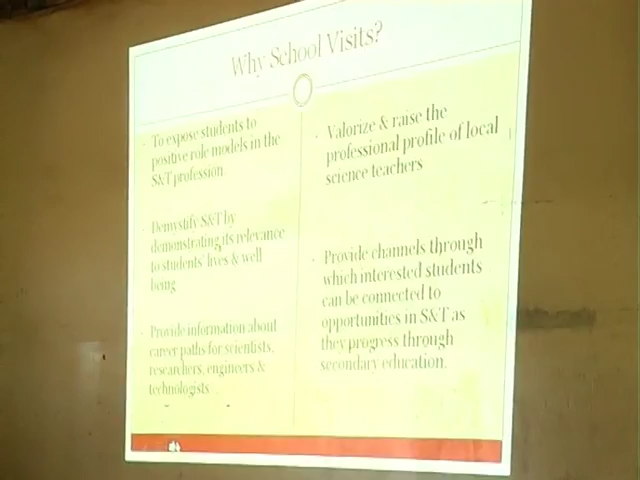 Why School Visits?
To expose students to
positive role models in the
S&T profession.
Demystify S&T by
demonstrating its relevance
to students' lives & well
being
Provide information about
career paths for scientists,
researchers, engineers &
technologists.
Valorize & raise the
professional profile of local
science teachers
Provide channels through
which interested students
can be connected to
opportunities in S&T as
they progress through
secondary education.